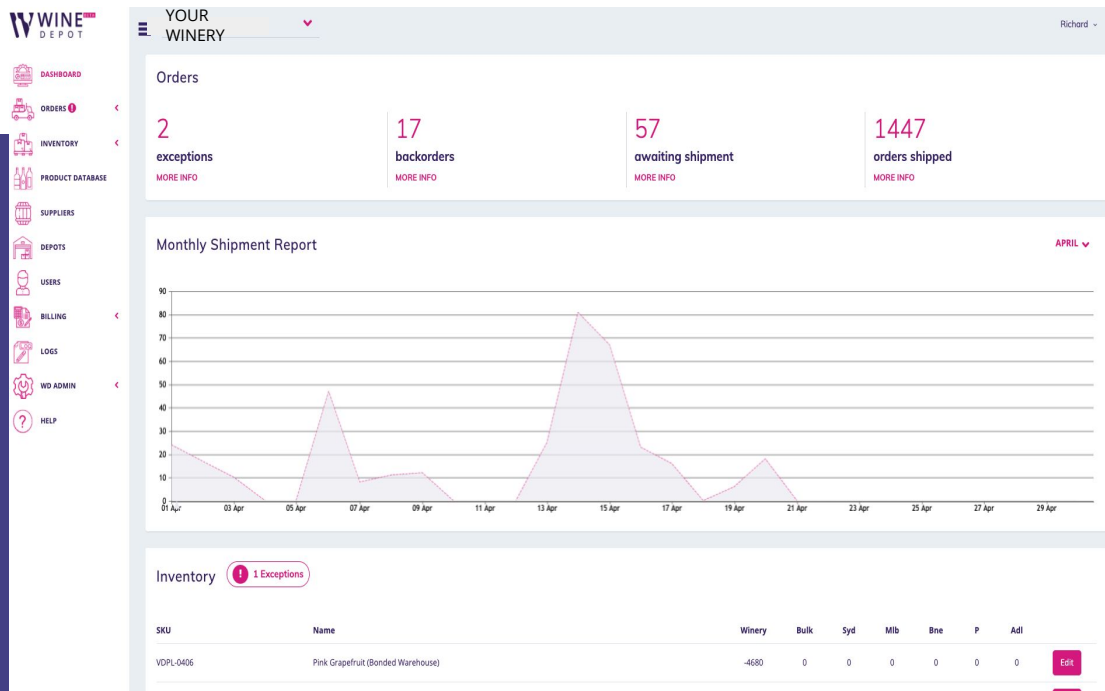 WINE BETA
DEPOT
YOUR
WINERY
Richard
DASHBOARD
ORDERS !
INVENTORY
PRODUCT DATABASE
SUPPLIERS
DEPOTS
USERS
BILLING
LOGS
WD ADMIN
? HELP
Orders
2 17 57 1447
exceptions backorders awaiting shipment orders shipped
MORE INFO MORE INFO MORE INFO MORE INFO
Monthly Shipment Report APRIL
90
80
70
60
50
40
30
20
10
0
01 Apr 03 Apr 05 Apr 07 Apr 09 Apr 11 Apr 13 Apr 15 Apr 17 Apr 19 Apr 21 Apr 23 Apr 25 Apr 27 Apr 29 Apr
Inventory ! 1 Exceptions
SKU Name Winery Bulk Syd Mlb Bne P Adl
VDPL-0406 Pink Grapefruit (Bonded Warehouse) -4680 0 0 0 0 0 0 Edit